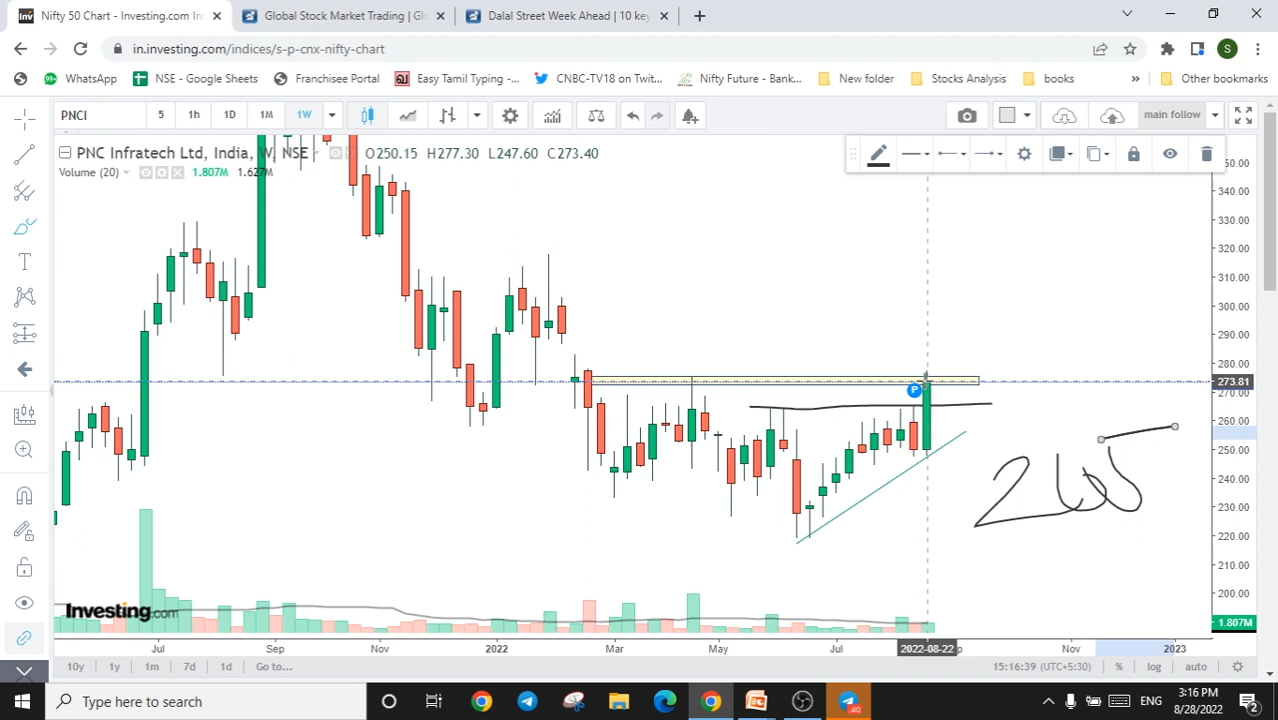 Nifty 50 Chart - Investing.com In
Global Stock Market Trading | Glo
Dalal Street Week Ahead | 10 key
in.investing.com/indices/s-p-cnx-nifty-chart
S
WhatsApp
NSE - Google Sheets
Franchisee Portal
Easy Tamil Typing -...
CNBC-TV18 on Twit...
Nifty Future - Bank...
New folder
Stocks Analysis
books
»
Other bookmarks
PNCI
5 1h 1D 1M 1W
main follow
PNC Infratech Ltd, India, W, NSE O250.15 H277.30 L247.60 C273.40
Volume (20) 1.807M 1.627M
340.00
330.00
320.00
310.00
300.00
290.00
280.00
273.81
270.00
260.00
250.00
240.00
230.00
220.00
210.00
200.00
1.807M
P
265
Investing.com
Jul Sep Nov 2022 Mar May Jul 2022-08-22 Nov 2023
10y 1y 1m 7d 1d Go to...
15:16:39 (UTC+5:30) % log auto
Type here to search
40
ENG
3:16 PM
8/28/2022
2